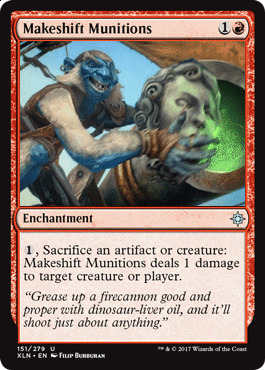 Makeshift Munitions 1
Enchantment
1, Sacrifice an artifact or creature:
Makeshift Munitions deals 1 damage
to target creature or player.
"Grease up a firecannon good and
proper with dinosaur-liver oil, and it'll
shoot just about anything."
151/279 U
XLN • EN Filip Burburan
™ & © 2017 Wizards of the Coast